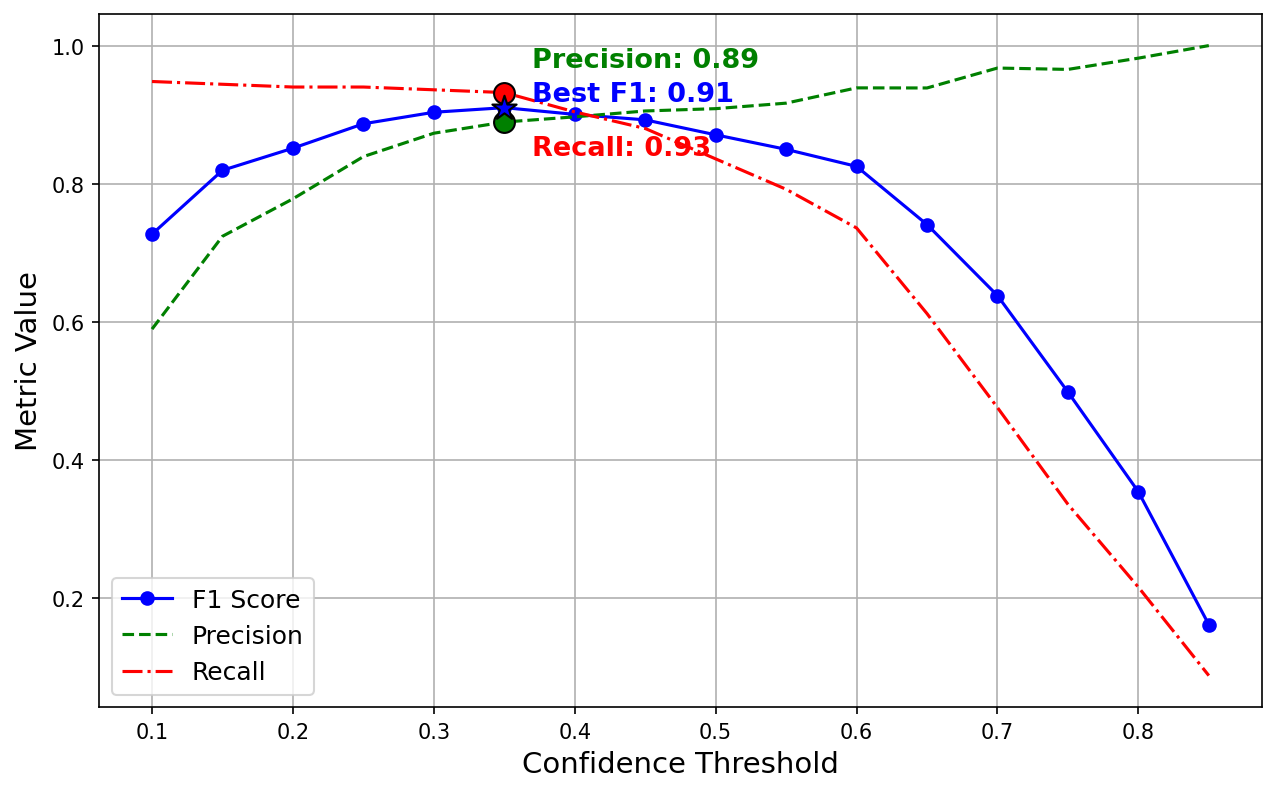 Precision: 0.89
Best F1: 0.91
Recall: 0.93
Metric Value
1.0
0.8
0.6
0.4
0.2
F1 Score
Precision
Recall
0.1 0.2 0.3 0.4 0.5 0.6 0.7 0.8
Confidence Threshold